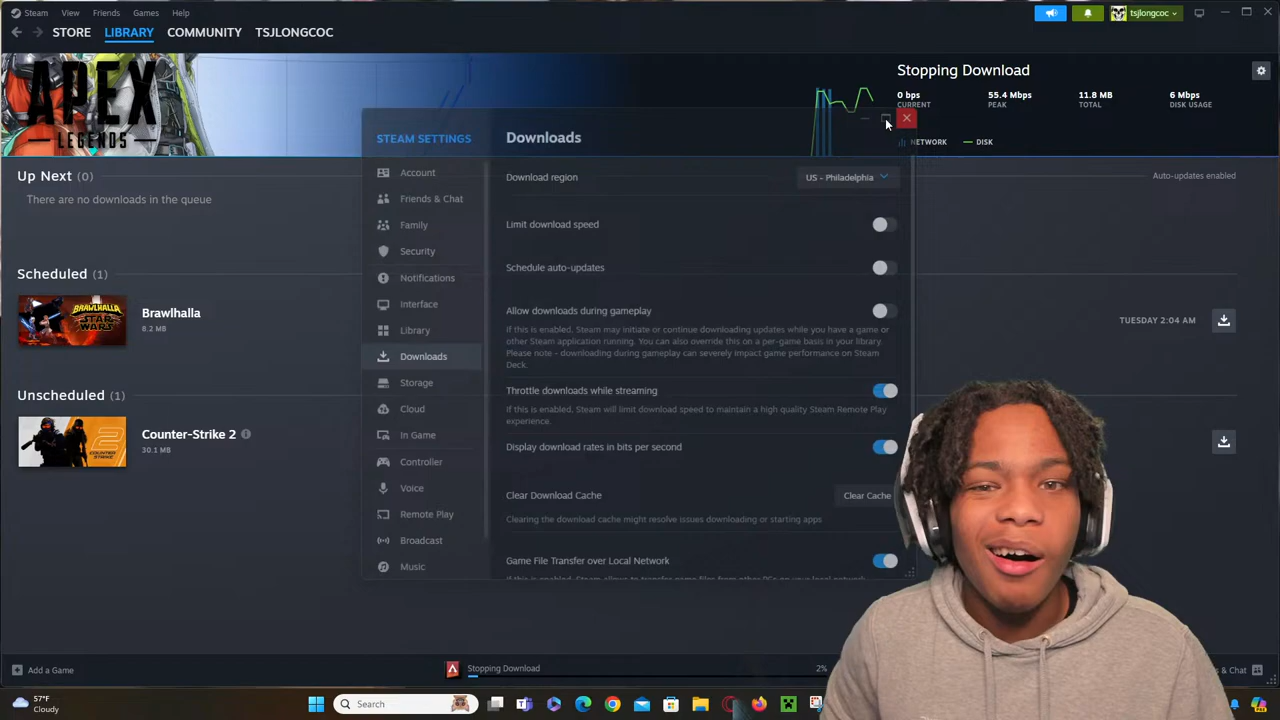 Steam View Friends Games Help
tsjlongcoc
STORE LIBRARY COMMUNITY TSJLONGCOC
APEX
LEGENDS
Stopping Download
0 bps 55.4 Mbps 11.8 MB 6 Mbps
CURRENT PEAK TOTAL DISK USAGE
NETWORK DISK
Up Next (0)
Auto-updates enabled
There are no downloads in the queue
Scheduled (1)
BRAWLHALLA
STAR WARS
Brawlhalla
8.2 MB
TUESDAY 2:04 AM
Unscheduled (1)
COUNTER STRIKE 2
Counter-Strike 2
30.1 MB
STEAM SETTINGS
Account
Friends & Chat
Family
Security
Notifications
Interface
Library
Downloads
Storage
Cloud
In Game
Controller
Voice
Remote Play
Broadcast
Music
Downloads
Download region US - Philadelphia
Limit download speed
Schedule auto-updates
Allow downloads during gameplay
If this is enabled, Steam may initiate or continue downloading updates while you have a game or
other Steam application running. You can also override this on a per-game basis in your library.
Please note - downloading during gameplay can severely impact game performance on Steam
Deck.
Throttle downloads while streaming
If this is enabled, Steam will limit download speed to maintain a high quality Steam Remote Play
experience.
Display download rates in bits per second
Clear Download Cache Clear Cache
Clearing the download cache might resolve issues downloading or starting apps
Game File Transfer over Local Network
Add a Game
Stopping Download 2%
s & Chat
57°F
Cloudy
Search